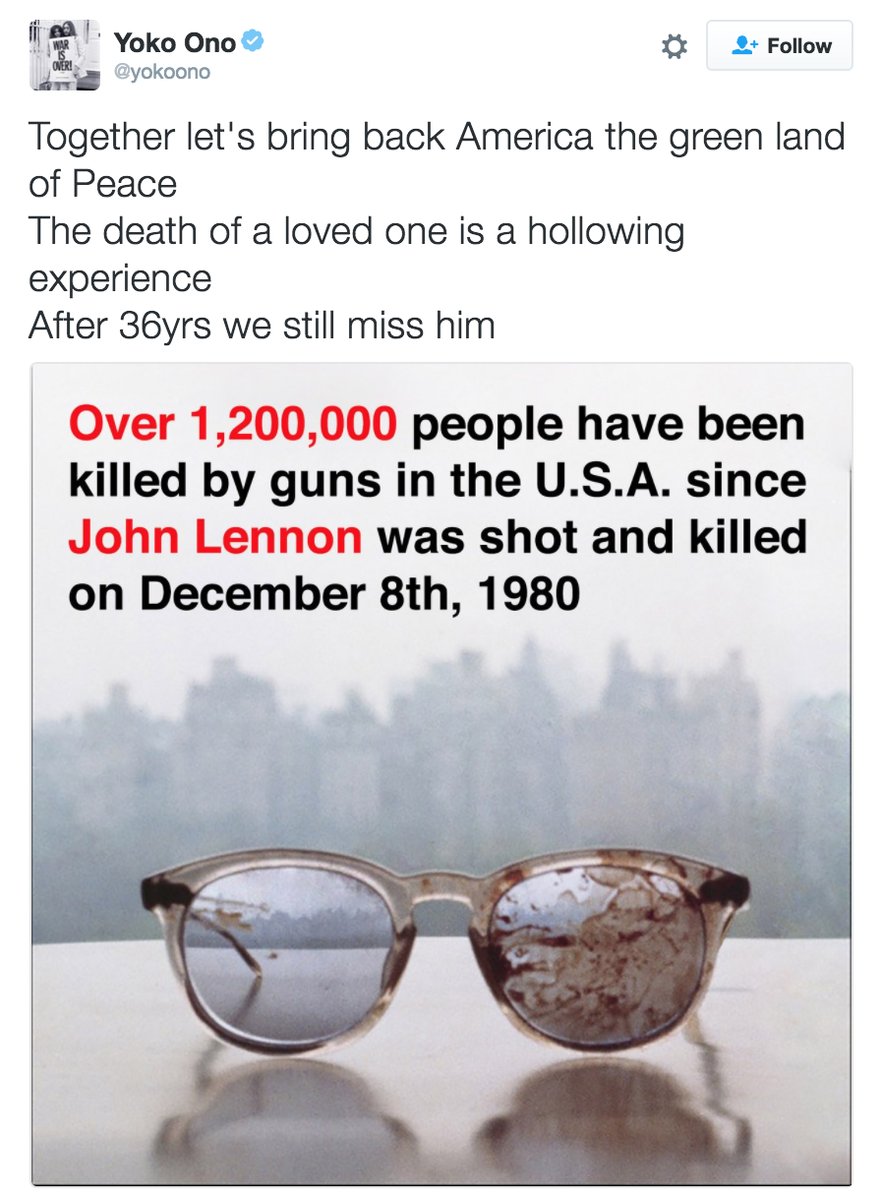 Yoko Ono
@yokoono
Follow
Together let's bring back America the green land
of Peace
The death of a loved one is a hollowing
experience
After 36yrs we still miss him
Over 1,200,000 people have been
killed by guns in the U.S.A. since
John Lennon was shot and killed
on December 8th, 1980
WAR
IS
OVER!